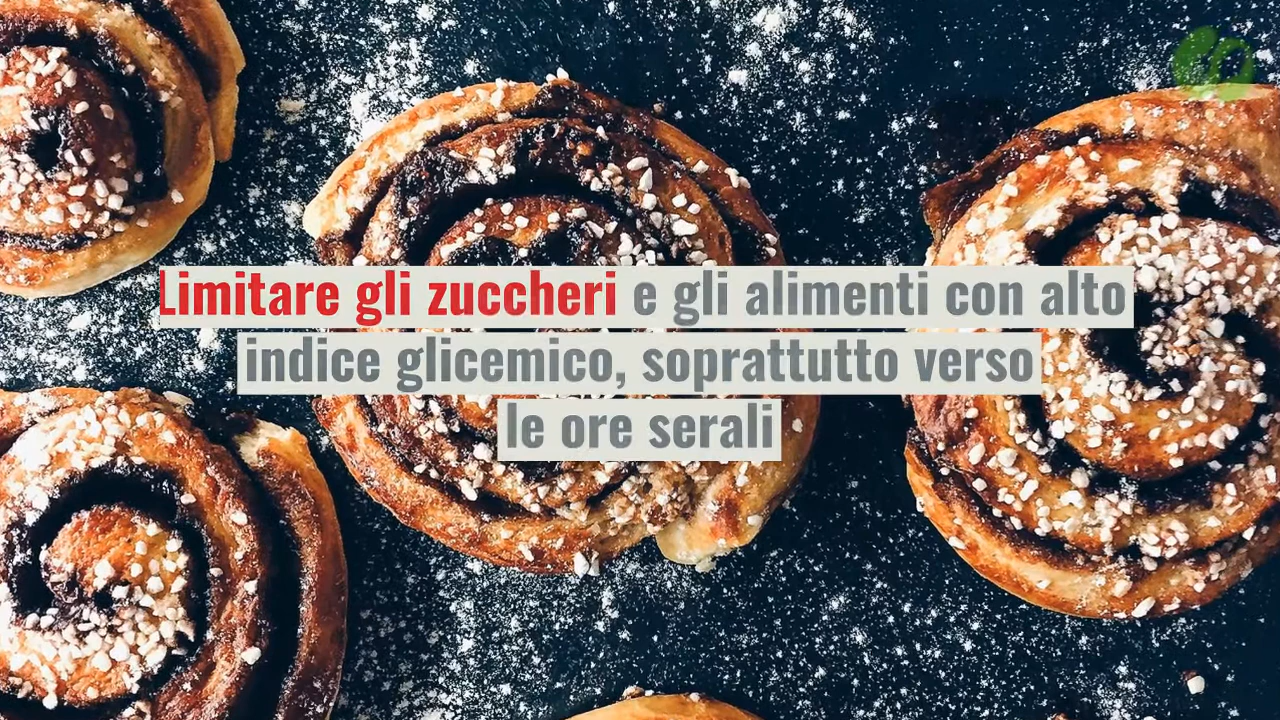 Limitare gli zuccheri e gli alimenti con alto
indice glicemico, soprattutto verso
le ore serali